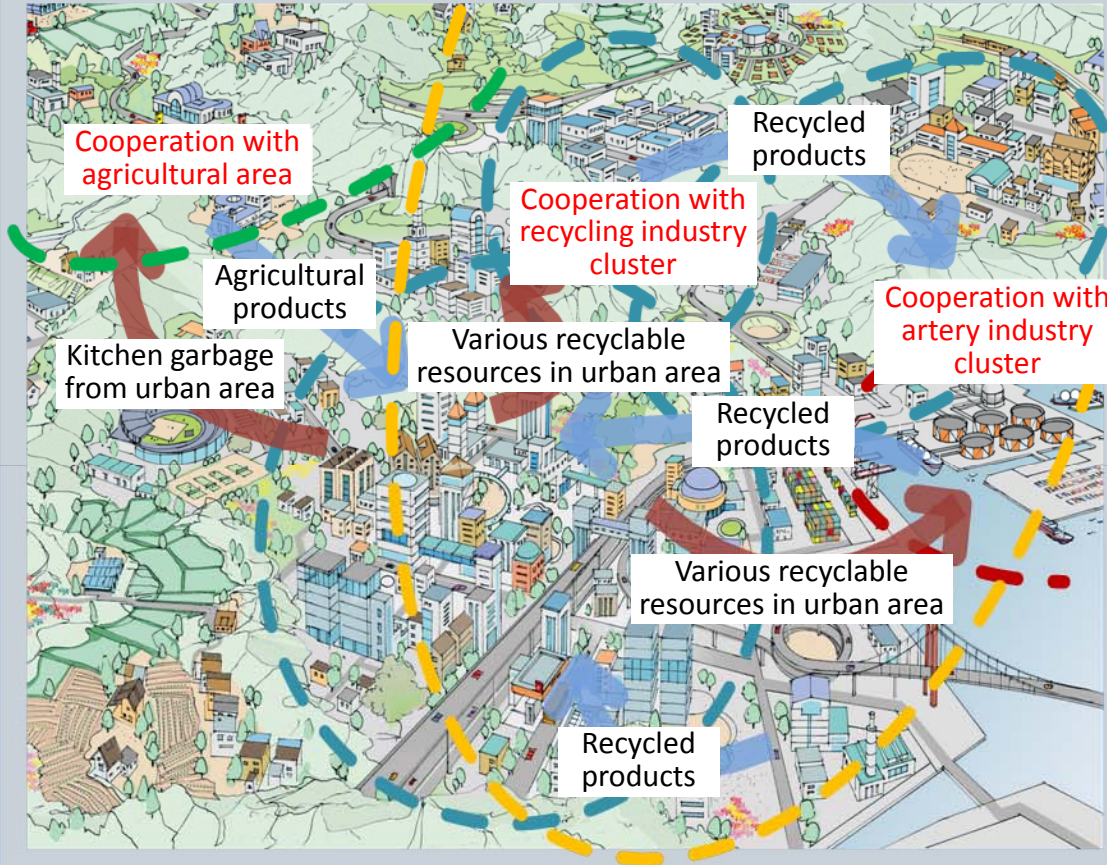 Recycled
products
Cooperation with
agricultural area
Cooperation with
recycling industry
cluster
Agricultural
products
Cooperation with
artery industry
cluster
Kitchen garbage
from urban area
Various recyclable
resources in urban area
Recycled
products
Various recyclable
resources in urban area
Recycled
products